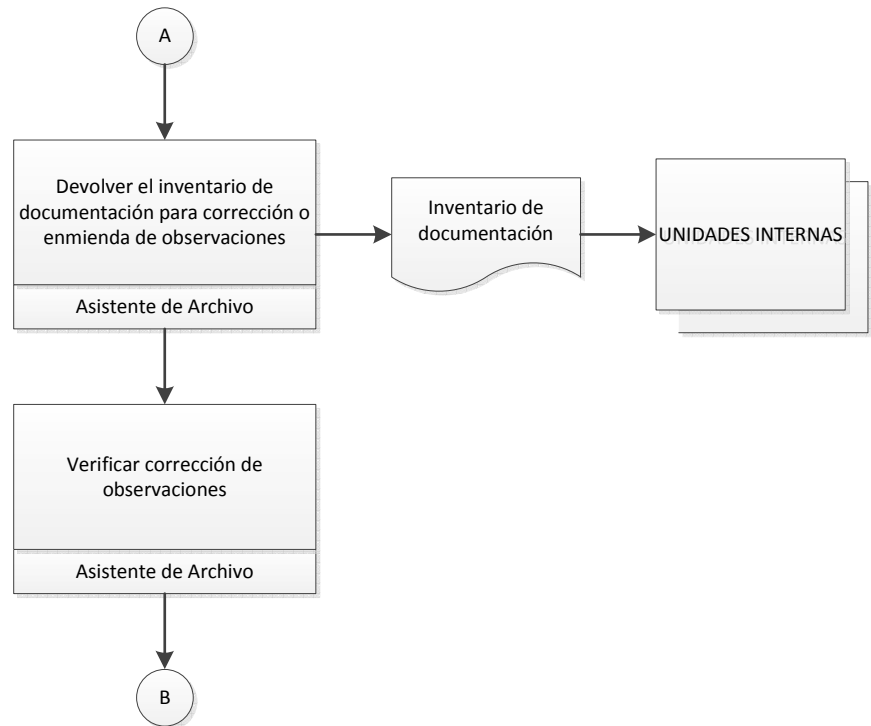 A
Devolver el inventario de
documentación para corrección o
enmienda de observaciones
Asistente de Archivo
Inventario de
documentación
UNIDADES INTERNAS
Verificar corrección de
observaciones
Asistente de Archivo
B